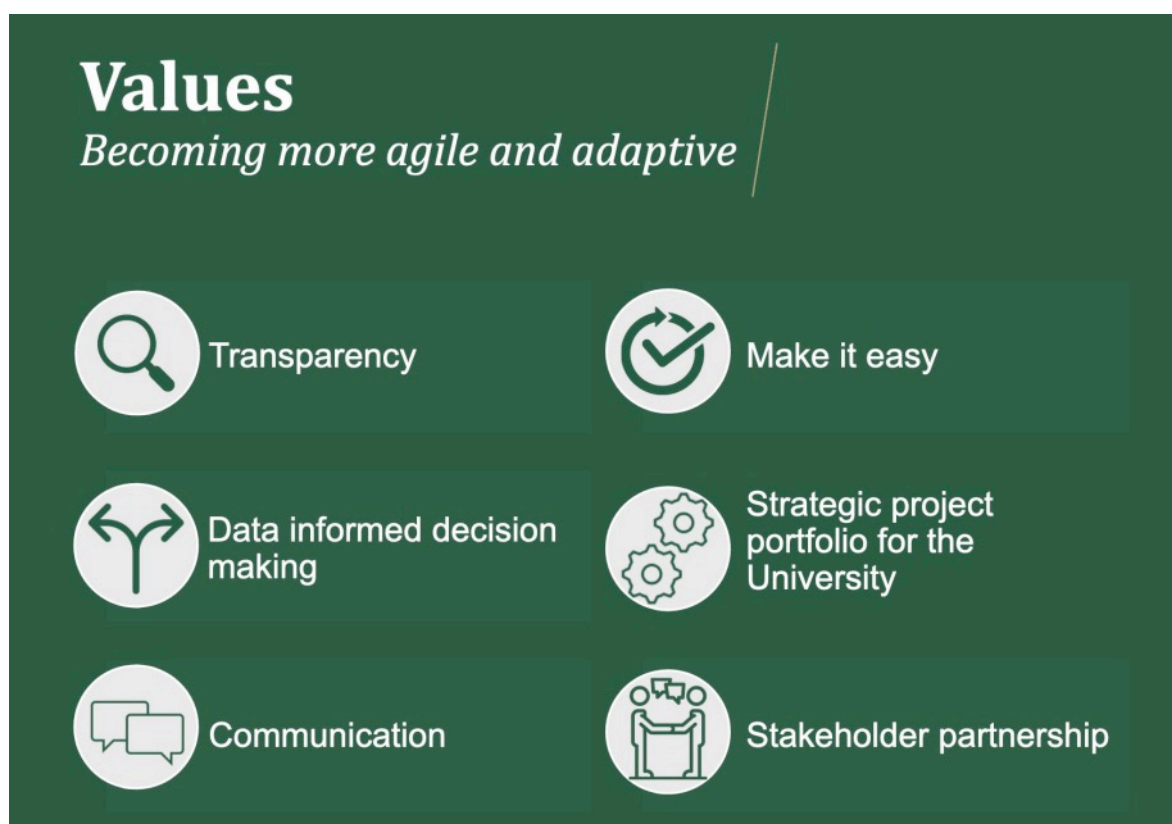 Values
Becoming more agile and adaptive
Transparency
Make it easy
Data informed decision
making
Strategic project
portfolio for the
University
Communication
Stakeholder partnership